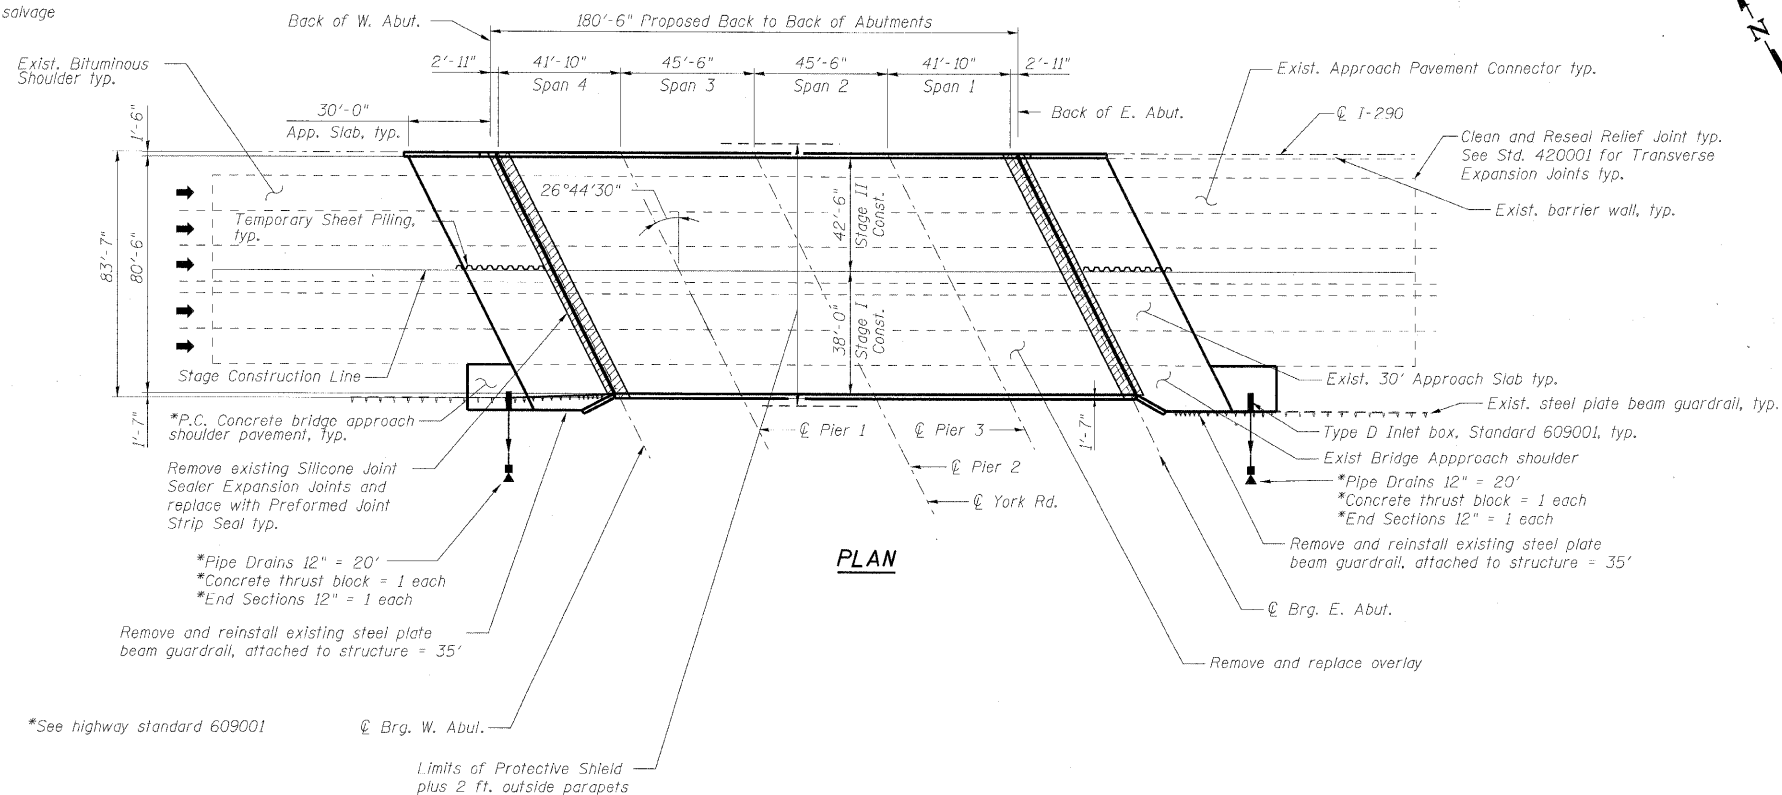 salvage
Back of W. Abut.
180'-6" Proposed Back to Back of Abutments
N
Exist. Bituminous
Shoulder typ.
2'-11"
41'-10"
45'-6"
45'-6"
41'-10"
2'-11"
Span 4
Span 3
Span 2
Span 1
Exist. Approach Pavement Connector typ.
30'-0"
App. Slab, typ.
Back of E. Abut.
℄ I-290
1'-6"
Clean and Reseal Relief Joint typ.
See Std. 420001 for Transverse
Expansion Joints typ.
26°44'30"
Temporary Sheet Piling,
typ.
Exist. barrier wall, typ.
42'-6"
Stage II
Const.
83'-7"
80'-6"
38'-0"
Stage I
Const.
Stage Construction Line
Exist. 30' Approach Slab typ.
1'-7"
*P.C. Concrete bridge approach
shoulder pavement, typ.
℄ Pier 1
℄ Pier 3
1'-7"
Exist. steel plate beam guardrail, typ.
Type D Inlet box, Standard 609001, typ.
Exist Bridge Appproach shoulder
Remove existing Silicone Joint
Sealer Expansion Joints and
replace with Preformed Joint
Strip Seal typ.
℄ Pier 2
℄ York Rd.
*Pipe Drains 12" = 20'
*Concrete thrust block = 1 each
*End Sections 12" = 1 each
PLAN
Remove and reinstall existing steel plate
beam guardrail, attached to structure = 35'
*Pipe Drains 12" = 20'
*Concrete thrust block = 1 each
*End Sections 12" = 1 each
℄ Brg. E. Abut.
Remove and reinstall existing steel plate
beam guardrail, attached to structure = 35'
Remove and replace overlay
*See highway standard 609001
℄ Brg. W. Abut.
Limits of Protective Shield
plus 2 ft. outside parapets